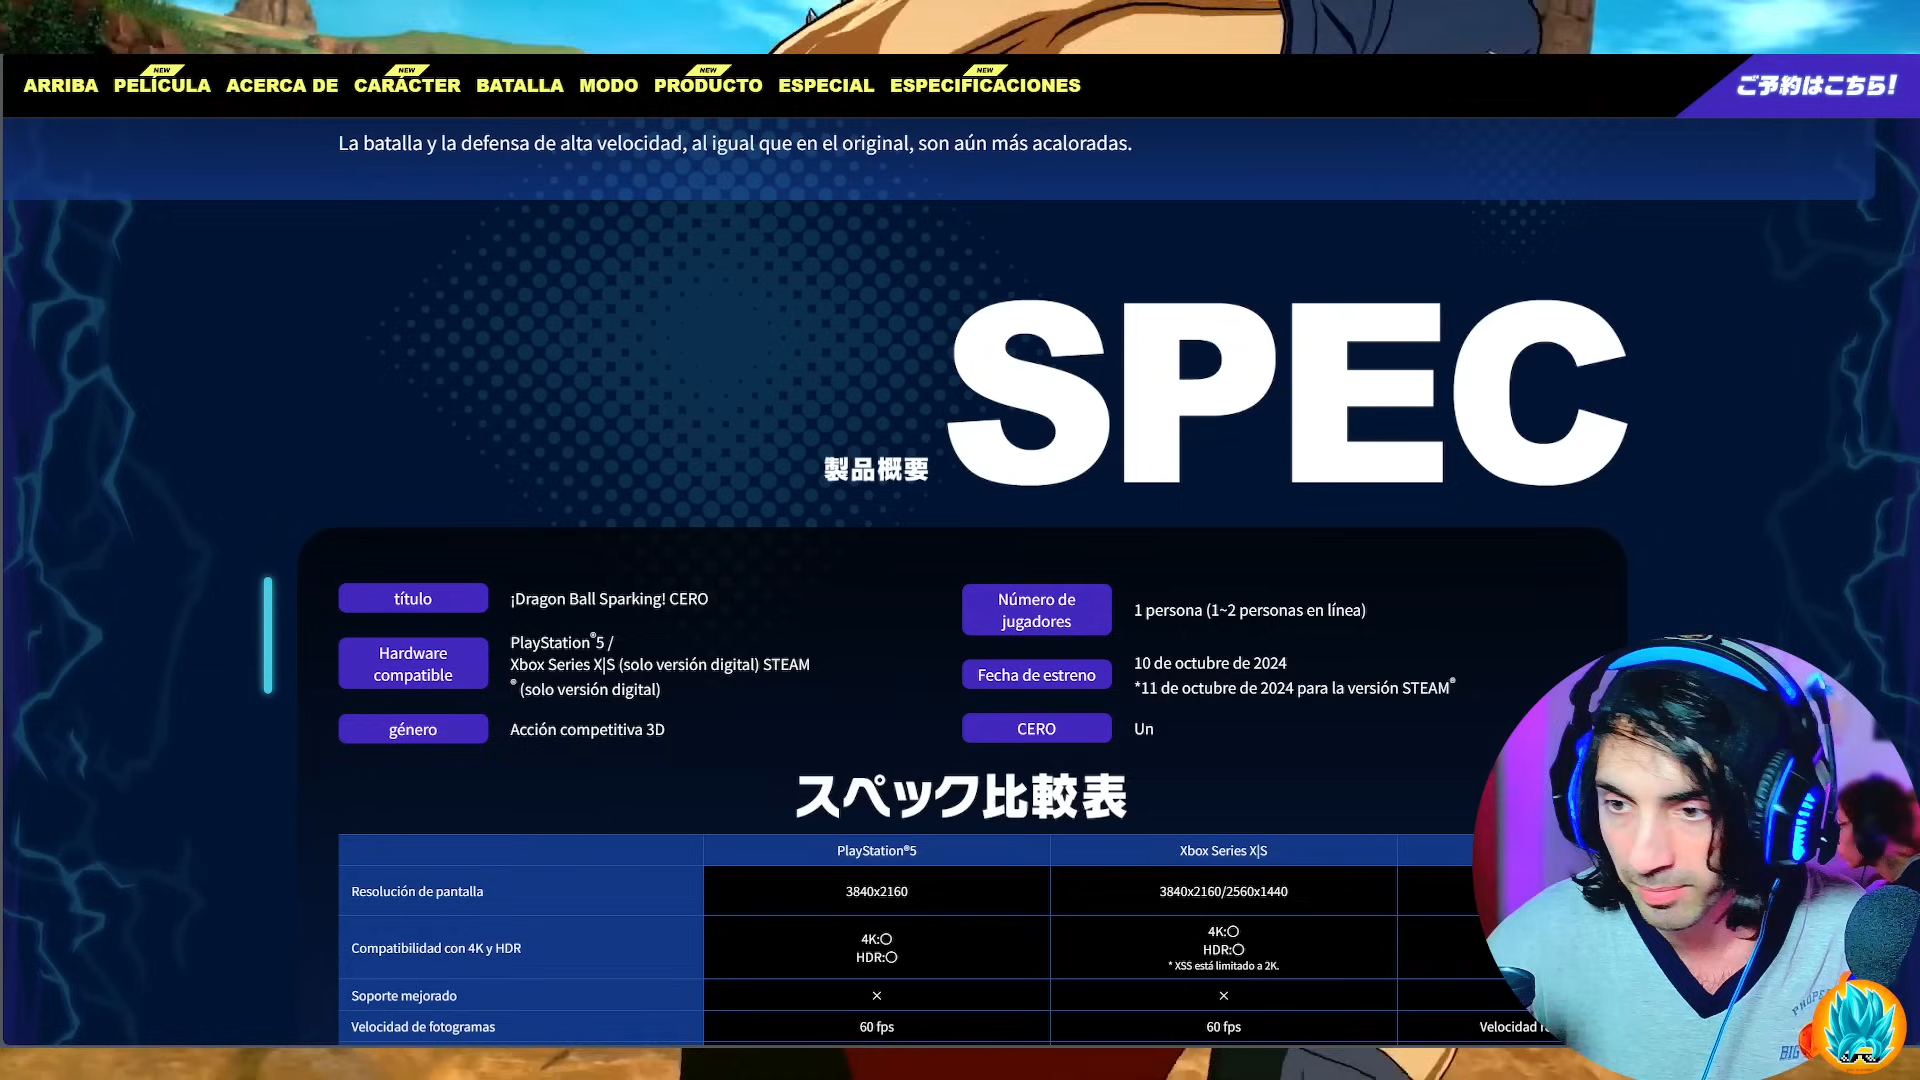 NEW
NEW
NEW
NEW
ARRIBA PELÍCULA ACERCA DE CARÁCTER BATALLA MODO PRODUCTO ESPECIAL ESPECIFICACIONES
ご予約はこちら!
La batalla y la defensa de alta velocidad, al igual que en el original, son aún más acaloradas.
製品概要
SPEC
título
¡Dragon Ball Sparking! CERO
Hardware
compatible
PlayStation®5 /
Xbox Series X|S (solo versión digital) STEAM
® (solo versión digital)
género
Acción competitiva 3D
Número de
jugadores
1 persona (1~2 personas en línea)
Fecha de estreno
10 de octubre de 2024
*11 de octubre de 2024 para la versión STEAM®
CERO
Un
スペック比較表
PlayStation®5
Xbox Series X|S
Resolución de pantalla
3840x2160
3840x2160/2560x1440
Compatibilidad con 4K y HDR
4K:〇
HDR:〇
4K:〇
HDR:〇
* XSS está limitado a 2K.
Soporte mejorado
×
×
Velocidad de fotogramas
60 fps
60 fps
Velocidad
BIG